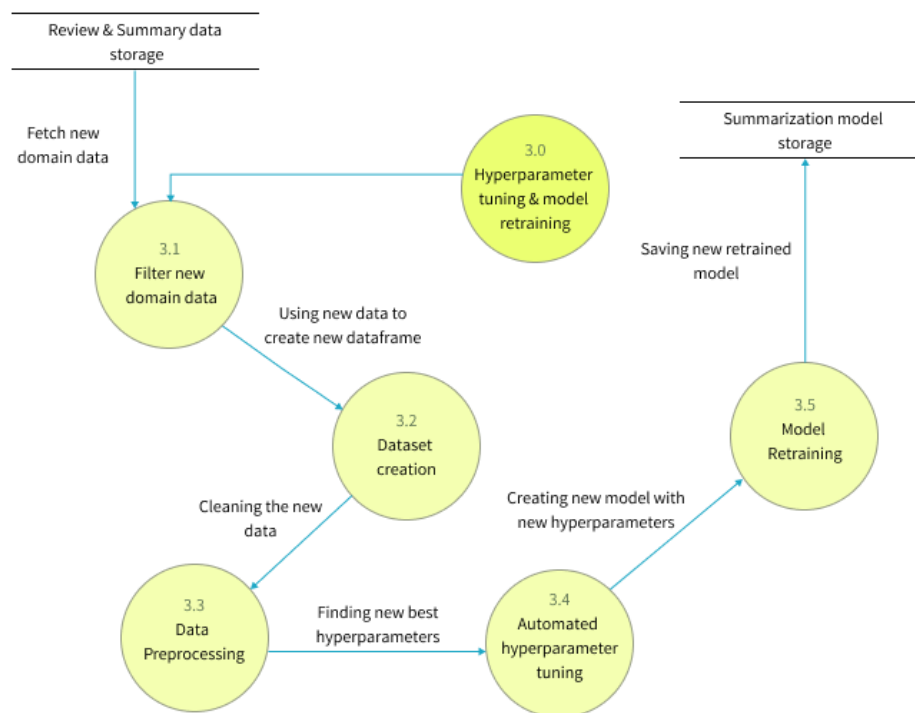 Review & Summary data
storage
Fetch new
domain data
Summarization model
storage
3.0
Hyperparameter
tuning & model
retraining
3.1
Filter new
domain data
Saving new retrained
model
Using new data to
create new dataframe
3.2
Dataset
creation
3.5
Model
Retraining
Cleaning the new
data
Creating new model with
new hyperparameters
3.3
Data
Preprocessing
Finding new best
hyperparameters
3.4
Automated
hyperparameter
tuning